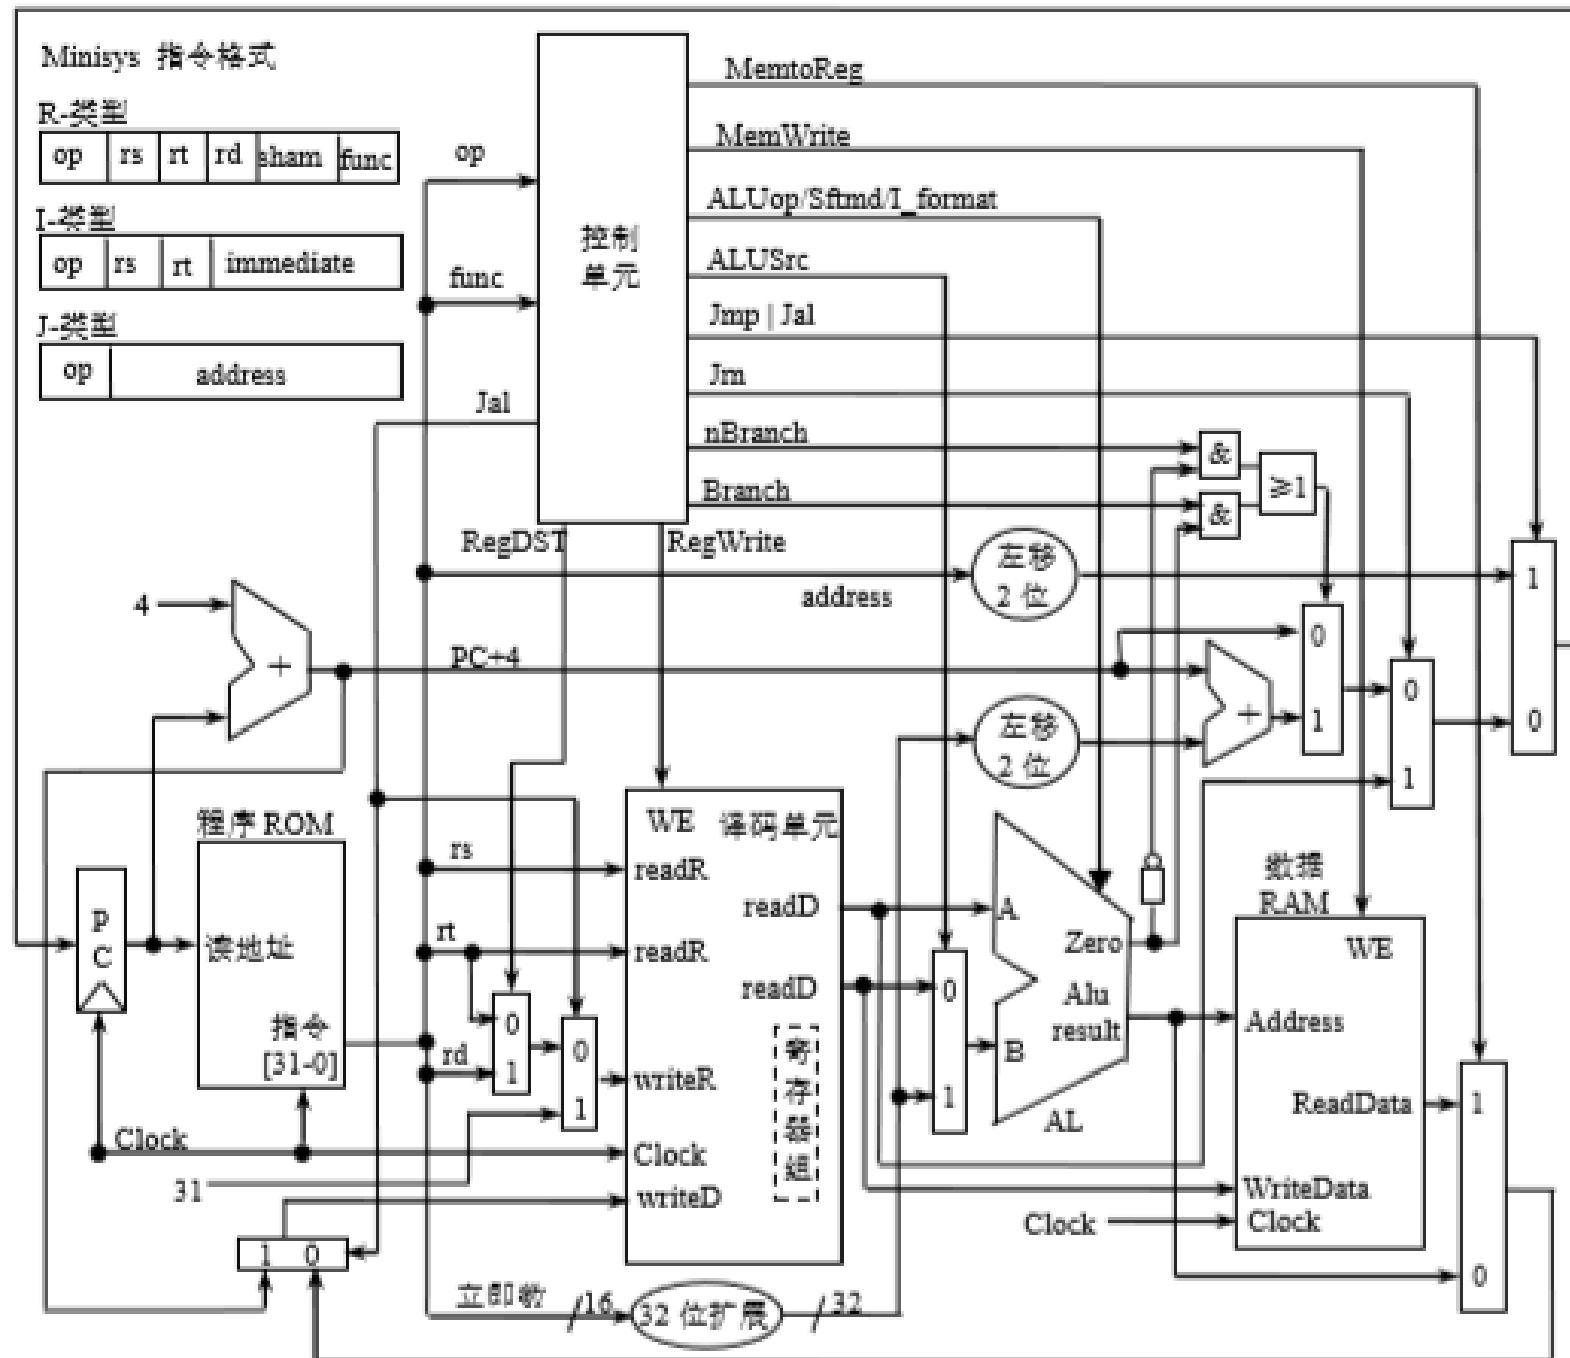 Minisys 指令格式
R-类型
op rs rt rd sham func
I-类型
op rs rt immediate
J-类型
op address
op
func
Jal
控制
单元
MemtoReg
MemWrite
ALUop/Sftmd/I_format
ALUSrc
Jmp | Jal
Jrn
nBranch
Branch
RegDST
RegWrite
&
&
≥1
左移
2 位
address
1
0
4
+
PC+4
0
1
0
1
+
左移
2 位
程序 ROM
读地址
指令
[31-0]
P
C
Clock
31
1 0
rs
rt
rd
0
1
0
1
WE 译码单元
readR
readR
writeR
Clock
writeD
readD
readD
寄
存
器
组
立即数
16
32 位扩展
32
0
1
A
B
Zero
Alu
result
AL
数据
RAM
WE
Address
ReadData
WriteData
Clock
Clock
1
0